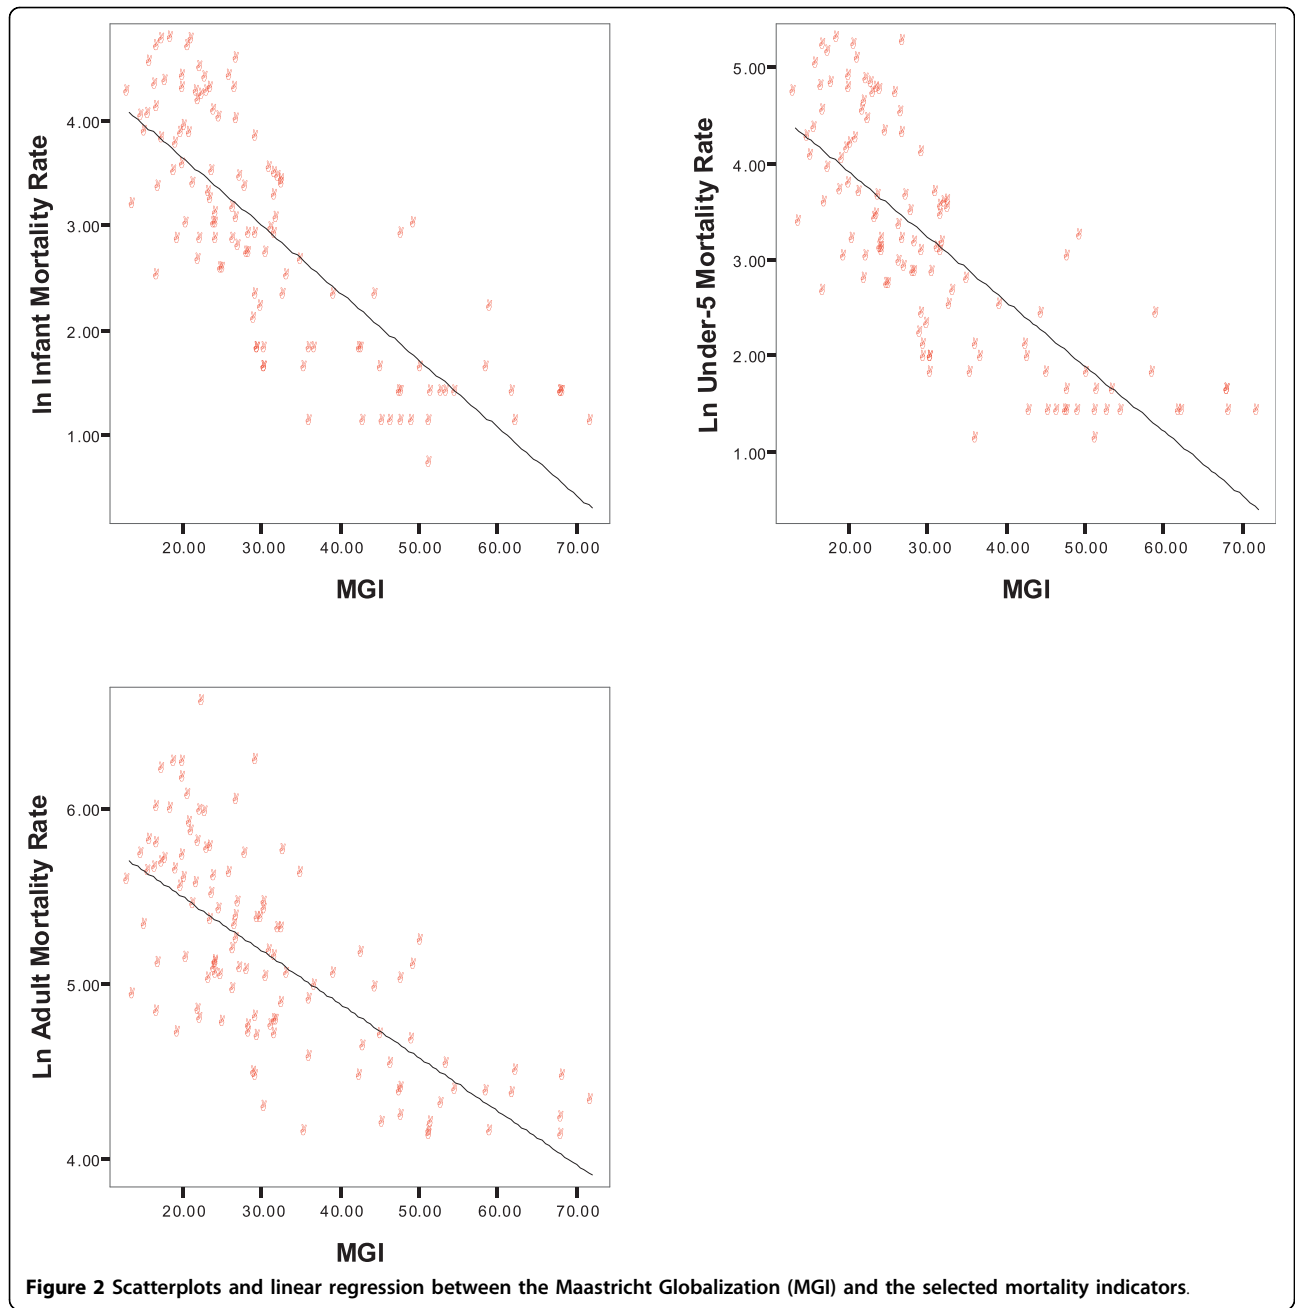 4.00
3.00
2.00
1.00
ln Infant Mortality Rate
20.00 30.00 40.00 50.00 60.00 70.00
MGI
5.00
4.00
3.00
2.00
1.00
Ln Under-5 Mortality Rate
20.00 30.00 40.00 50.00 60.00 70.00
MGI
6.00
5.00
4.00
Ln Adult Mortality Rate
20.00 30.00 40.00 50.00 60.00 70.00
MGI
Figure 2 Scatterplots and linear regression between the Maastricht Globalization (MGI) and the selected mortality indicators.